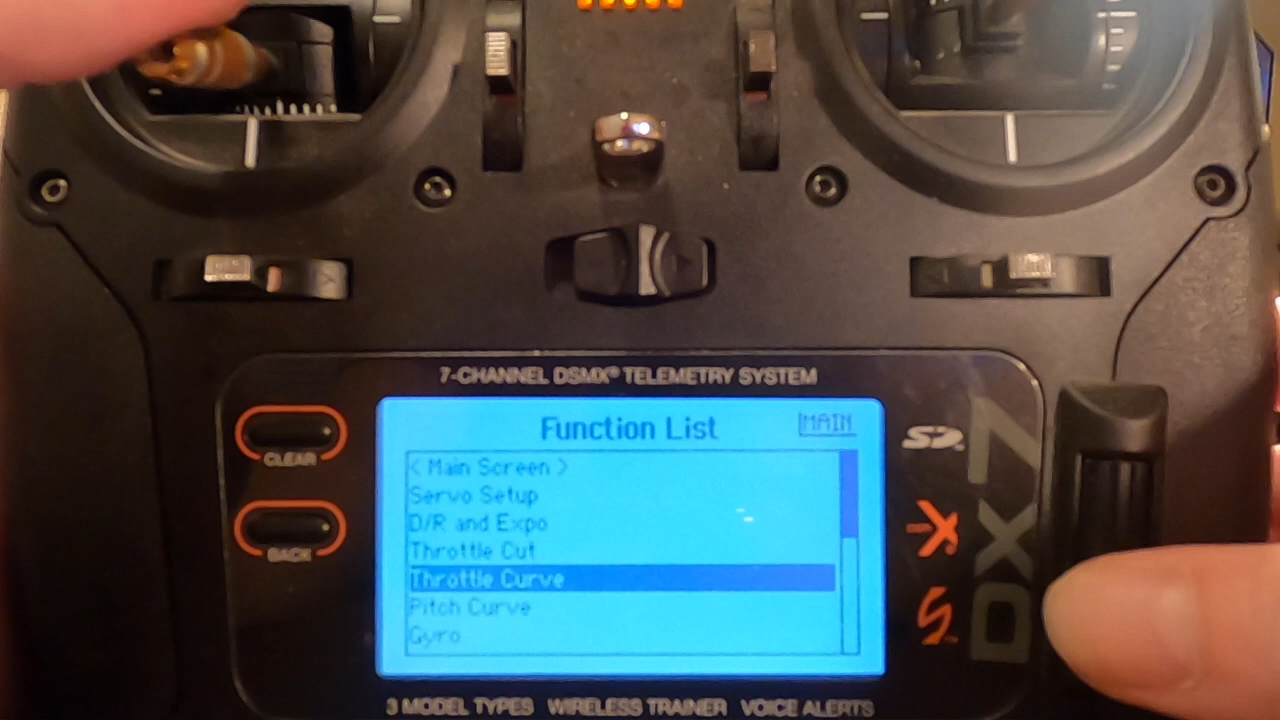 7-CHANNEL DSMX® TELEMETRY SYSTEM
Function List
MAIN
< Main Screen >
Servo Setup
D/R and Expo
Throttle Cut
Throttle Curve
Pitch Curve
Gyro
CLEAR
BACK
SD
DX7
3 MODEL TYPES WIRELESS TRAINER VOICE ALERTS